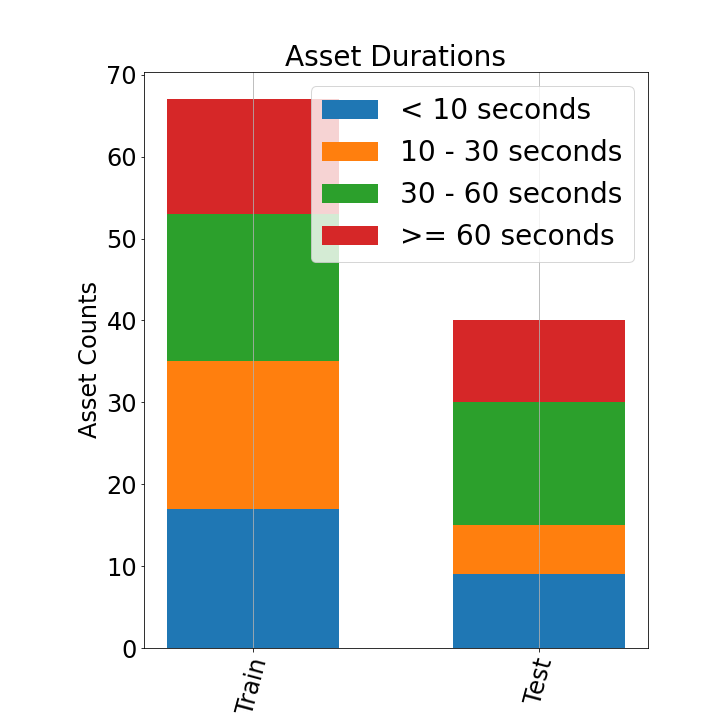 Asset Durations
70
60
50
40
30
20
10
0
Asset Counts
< 10 seconds
10 - 30 seconds
30 - 60 seconds
>= 60 seconds
Train
Test